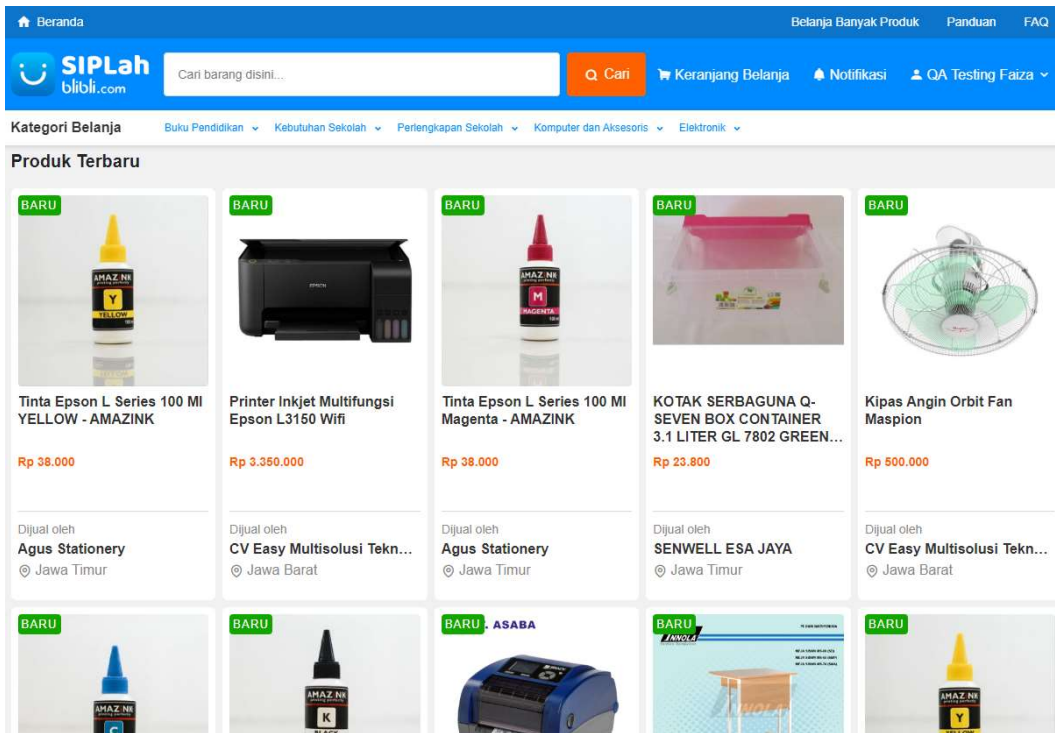 Beranda
Belanja Banyak Produk
Panduan
FAQ
SIPLah
blibli.com
Cari barang disini...
Cari
Keranjang Belanja
Notifikasi
QA Testing Faiza
Kategori Belanja
Buku Pendidikan
Kebutuhan Sekolah
Perlengkapan Sekolah
Komputer dan Aksesoris
Elektronik
Produk Terbaru
BARU
AMAZINK
Y
YELLOW
Tinta Epson L Series 100 Ml
YELLOW - AMAZINK
Rp 38.000
Dijual oleh
Agus Stationery
Jawa Timur
BARU
EPSON
Printer Inkjet Multifungsi
Epson L3150 Wifi
Rp 3.350.000
Dijual oleh
CV Easy Multisolusi Tekn...
Jawa Barat
BARU
AMAZINK
M
MAGENTA
Tinta Epson L Series 100 Ml
Magenta - AMAZINK
Rp 38.000
Dijual oleh
Agus Stationery
Jawa Timur
BARU
KOTAK SERBAGUNA Q-
SEVEN BOX CONTAINER
3.1 LITER GL 7802 GREEN...
Rp 23.800
Dijual oleh
SENWELL ESA JAYA
Jawa Timur
BARU
Kipas Angin Orbit Fan
Maspion
Rp 500.000
Dijual oleh
CV Easy Multisolusi Tekn...
Jawa Barat
BARU
AMAZINK
C
BARU
AMAZINK
K
BLACK
BARU
. ASABA
BARU
INNOLA
BARU
AMAZINK
Y
YELLOW